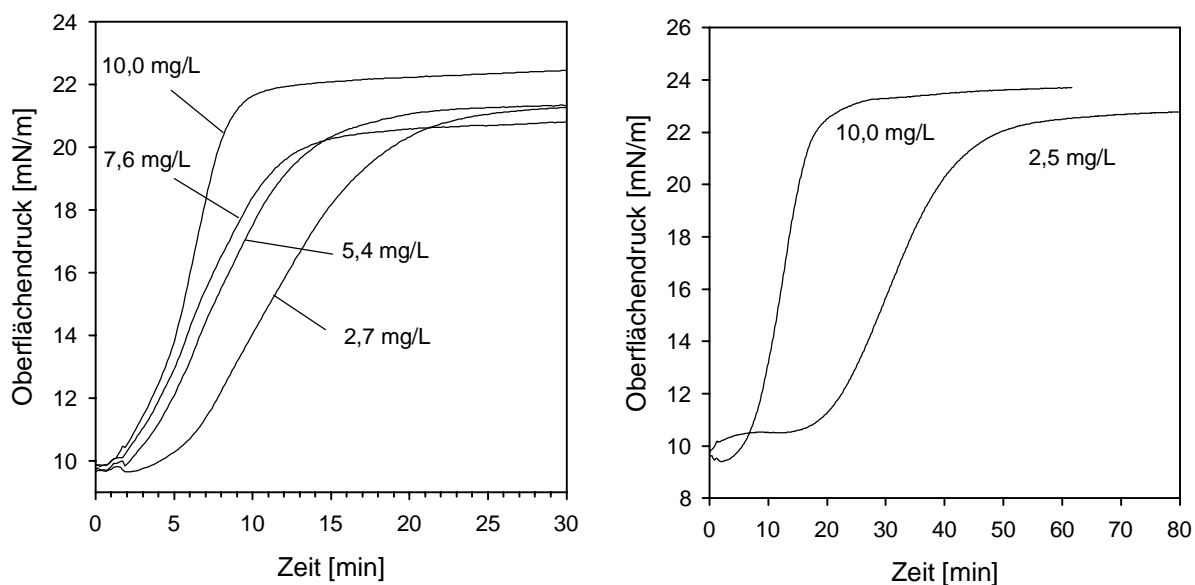 24
22
20
18
16
14
12
10
Oberflächendruck [mN/m]
10,0 mg/L
7,6 mg/L
5,4 mg/L
2,7 mg/L
0 5 10 15 20 25 30
Zeit [min]
26
24
22
20
18
16
14
12
10
8
Oberflächendruck [mN/m]
10,0 mg/L
2,5 mg/L
0 10 20 30 40 50 60 70 80
Zeit [min]